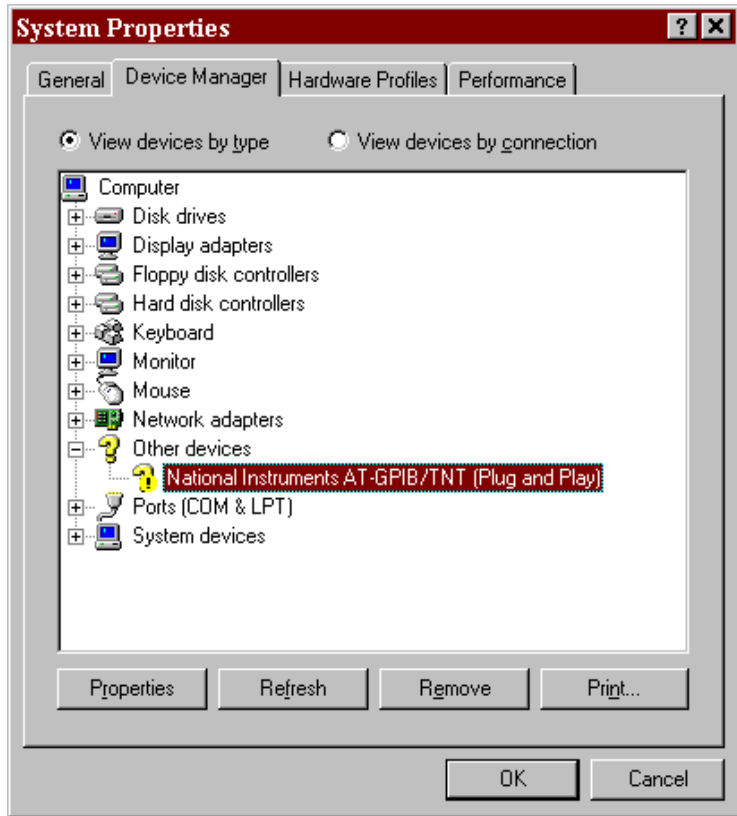 System Properties
General Device Manager Hardware Profiles Performance
View devices by type View devices by connection
Computer
Disk drives
Display adapters
Floppy disk controllers
Hard disk controllers
Keyboard
Monitor
Mouse
Network adapters
Other devices
National Instruments AT-GPIB/TNT (Plug and Play)
Ports (COM & LPT)
System devices
Properties Refresh Remove Print...
OK Cancel